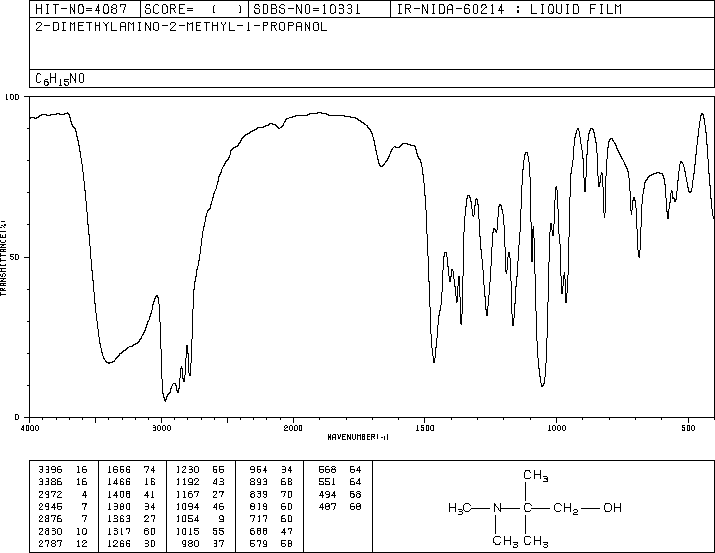 HIT-NO=4087 SCORE= ( ) SDBS-NO=10331 IR-NIDA-60214 : LIQUID FILM
2-DIMETHYLAMINO-2-METHYL-1-PROPANOL
C6H15NO
100
50
0
TRANSMITTANCE(%)
4000 3000 2000 1500 1000 500
WAVENUMBER(-1)
3396 16 1656 74 1230 55 964 34 568 64
3386 16 1466 16 1192 43 893 68 551 64
2972 4 1408 41 1167 27 839 70 494 68
2945 7 1380 34 1094 46 819 60 487 68
2876 7 1363 27 1054 9 717 60
2830 10 1317 60 1015 55 688 47
2787 12 1266 30 980 37 579 58
CH3
H3C N C CH2 OH
CH3 CH3